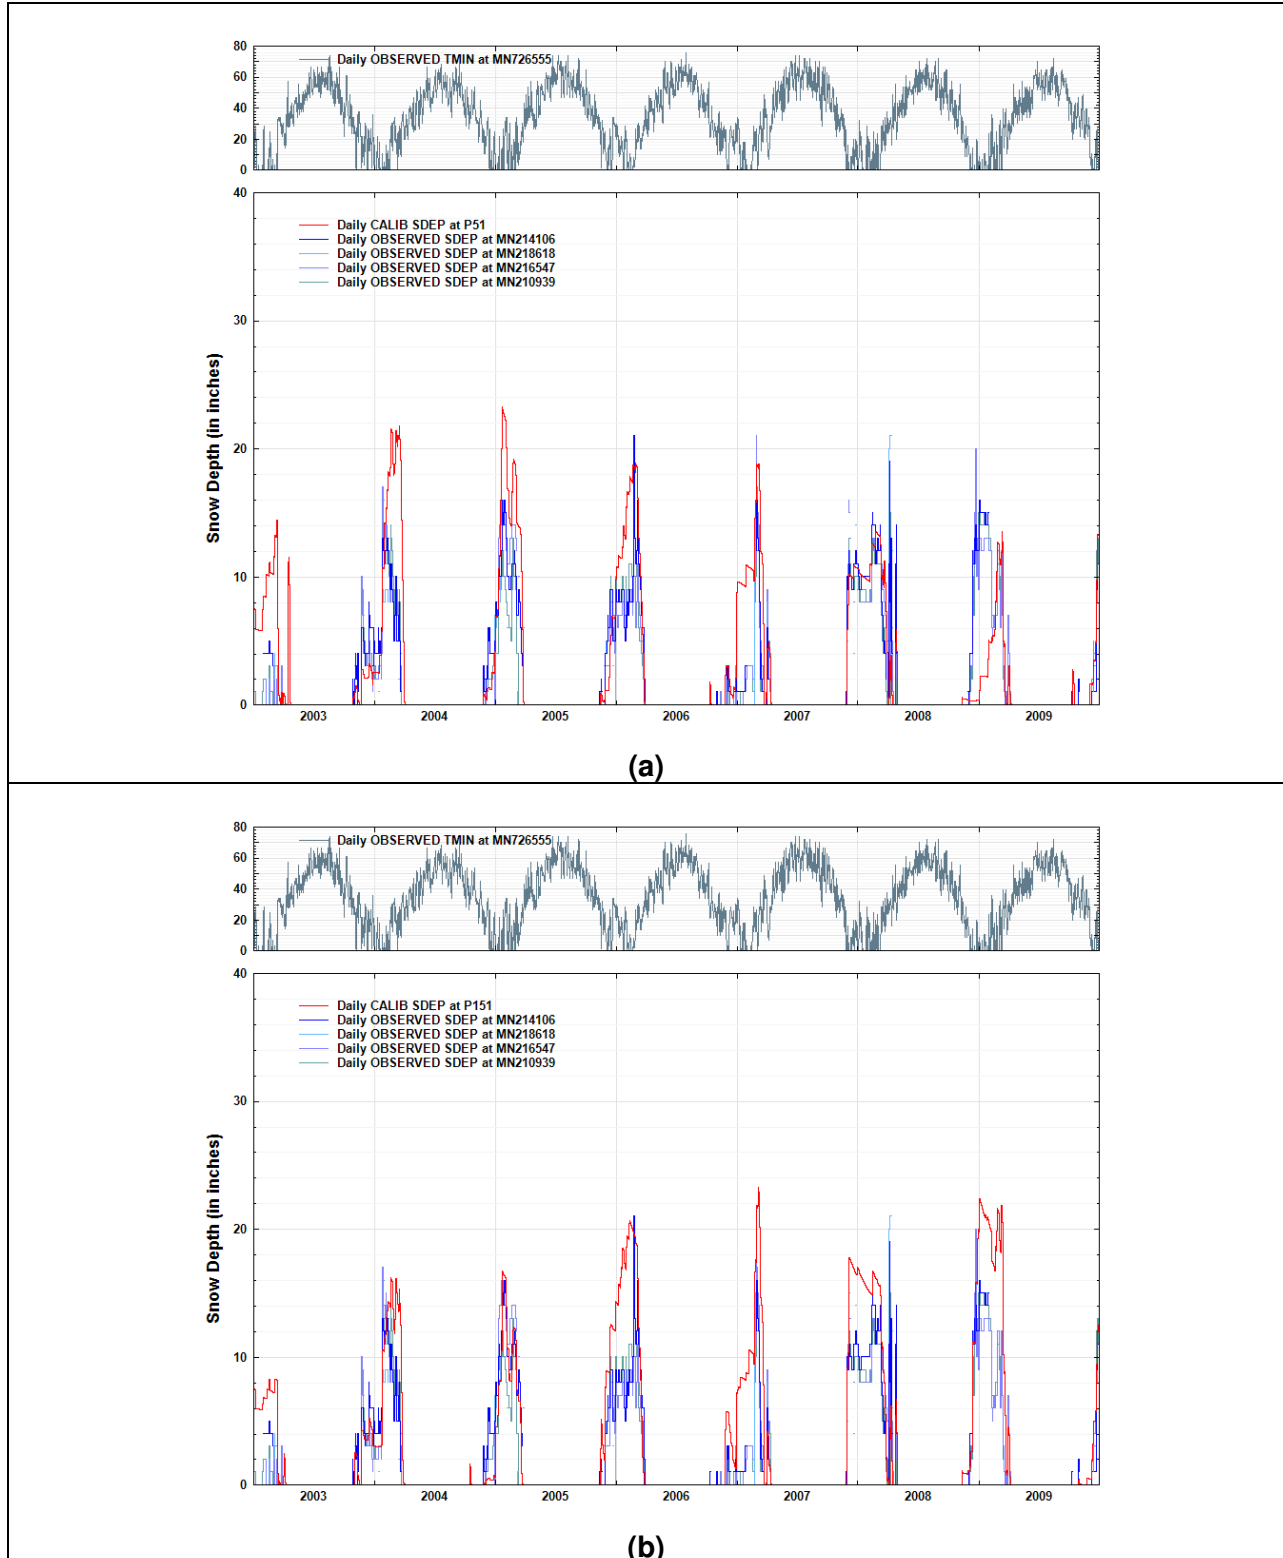 80
Daily OBSERVED TMIN at MN726555
60
40
20
0
40
Daily CALIB SDEP at P51
Daily OBSERVED SDEP at MN214106
Daily OBSERVED SDEP at MN218618
Daily OBSERVED SDEP at MN216547
Daily OBSERVED SDEP at MN210939
30
Snow Depth (in inches)
20
10
0
2003 2004 2005 2006 2007 2008 2009
(a)
80
Daily OBSERVED TMIN at MN726555
60
40
20
0
40
Daily CALIB SDEP at P151
Daily OBSERVED SDEP at MN214106
Daily OBSERVED SDEP at MN218618
Daily OBSERVED SDEP at MN216547
Daily OBSERVED SDEP at MN210939
30
Snow Depth (in inches)
20
10
0
2003 2004 2005 2006 2007 2008 2009
(b)